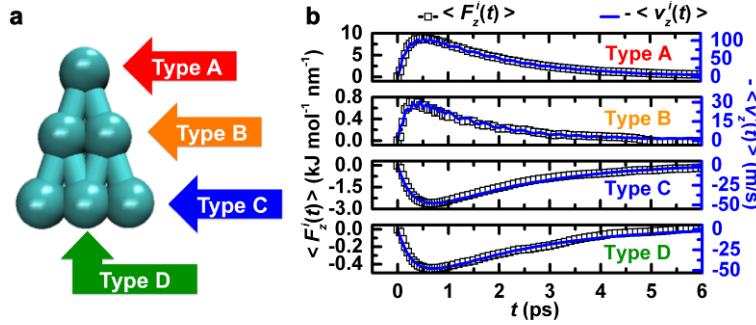 a
Type A
Type B
Type C
Type D
b
-□- < F_z^i(t) > — - < v_z^i(t) >
< F_z^i(t) > (kJ mol⁻¹ nm⁻¹)
10
5
0
Type A
100
50
0
0.8
0.4
0.0
Type B
30
15
0
0.0
-1.5
-3.0
Type C
0
-25
-50
0.0
-0.2
-0.4
Type D
0
-25
-50
- < v_z^i(t) > (m/s)
0 1 2 3 4 5 6
t (ps)